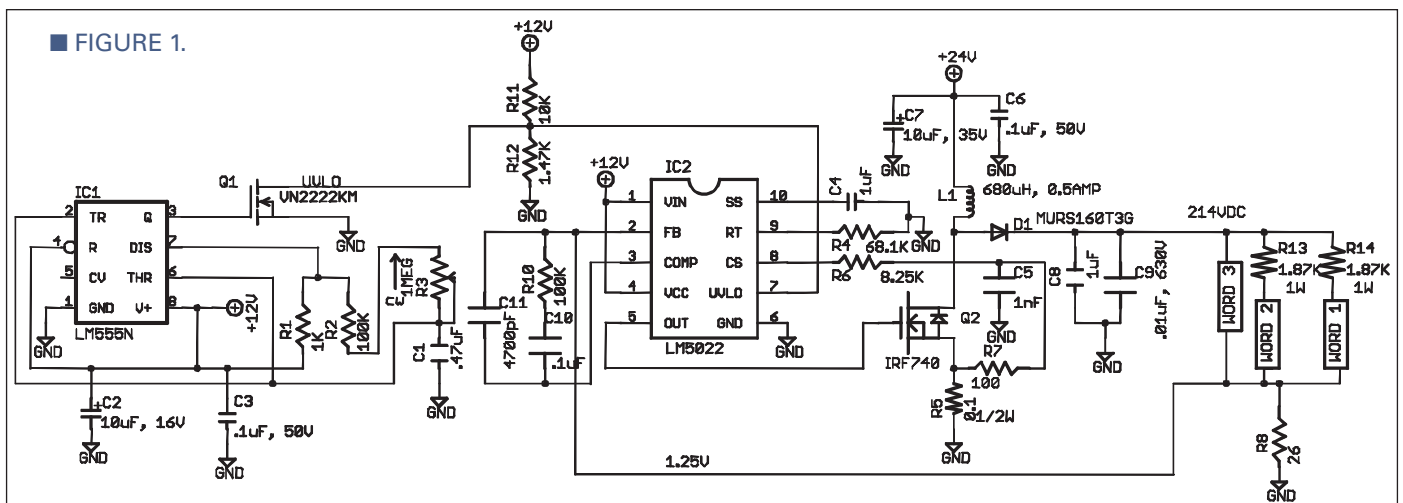 ■ FIGURE 1.
+12V
+24V
R11
10K
C7
10uF, 35V
C6
.1uF, 50V
GND
GND
R12
1.47K
+12V
IC2
C4
1uF
L1
680uH, 0.5AMP
IC1
Q1
UVLO
VN2222KM
GND
1 VIN SS 10
2 FB RT 9
3 COMP CS 8
4 VCC UVLO 7
5 OUT GND 6
LM5022
R4 68.1K
GND
R6 8.25K
D1 MURS160T3G
214VDC
2 TR Q 3
4 R DIS 7
5 CV THR 6
1 GND V+ 8
LM555N
GND
GND
+12V
R1
1K
R2
100K
1MEG
R3
C1
.47uF
GND
C11
4700pF
R10
100K
C10
.1uF
GND
C5
1nF
GND
Q2
IRF740
R7
100
R5
0.1
1/2W
GND
C8
1uF
C9
.01uF, 630V
GND
WORD 3
R13
1.87K
1W
WORD 2
R14
1.87K
1W
WORD 1
C2
10uF, 16V
GND
C3
.1uF, 50V
GND
1.25V
R8
26
GND